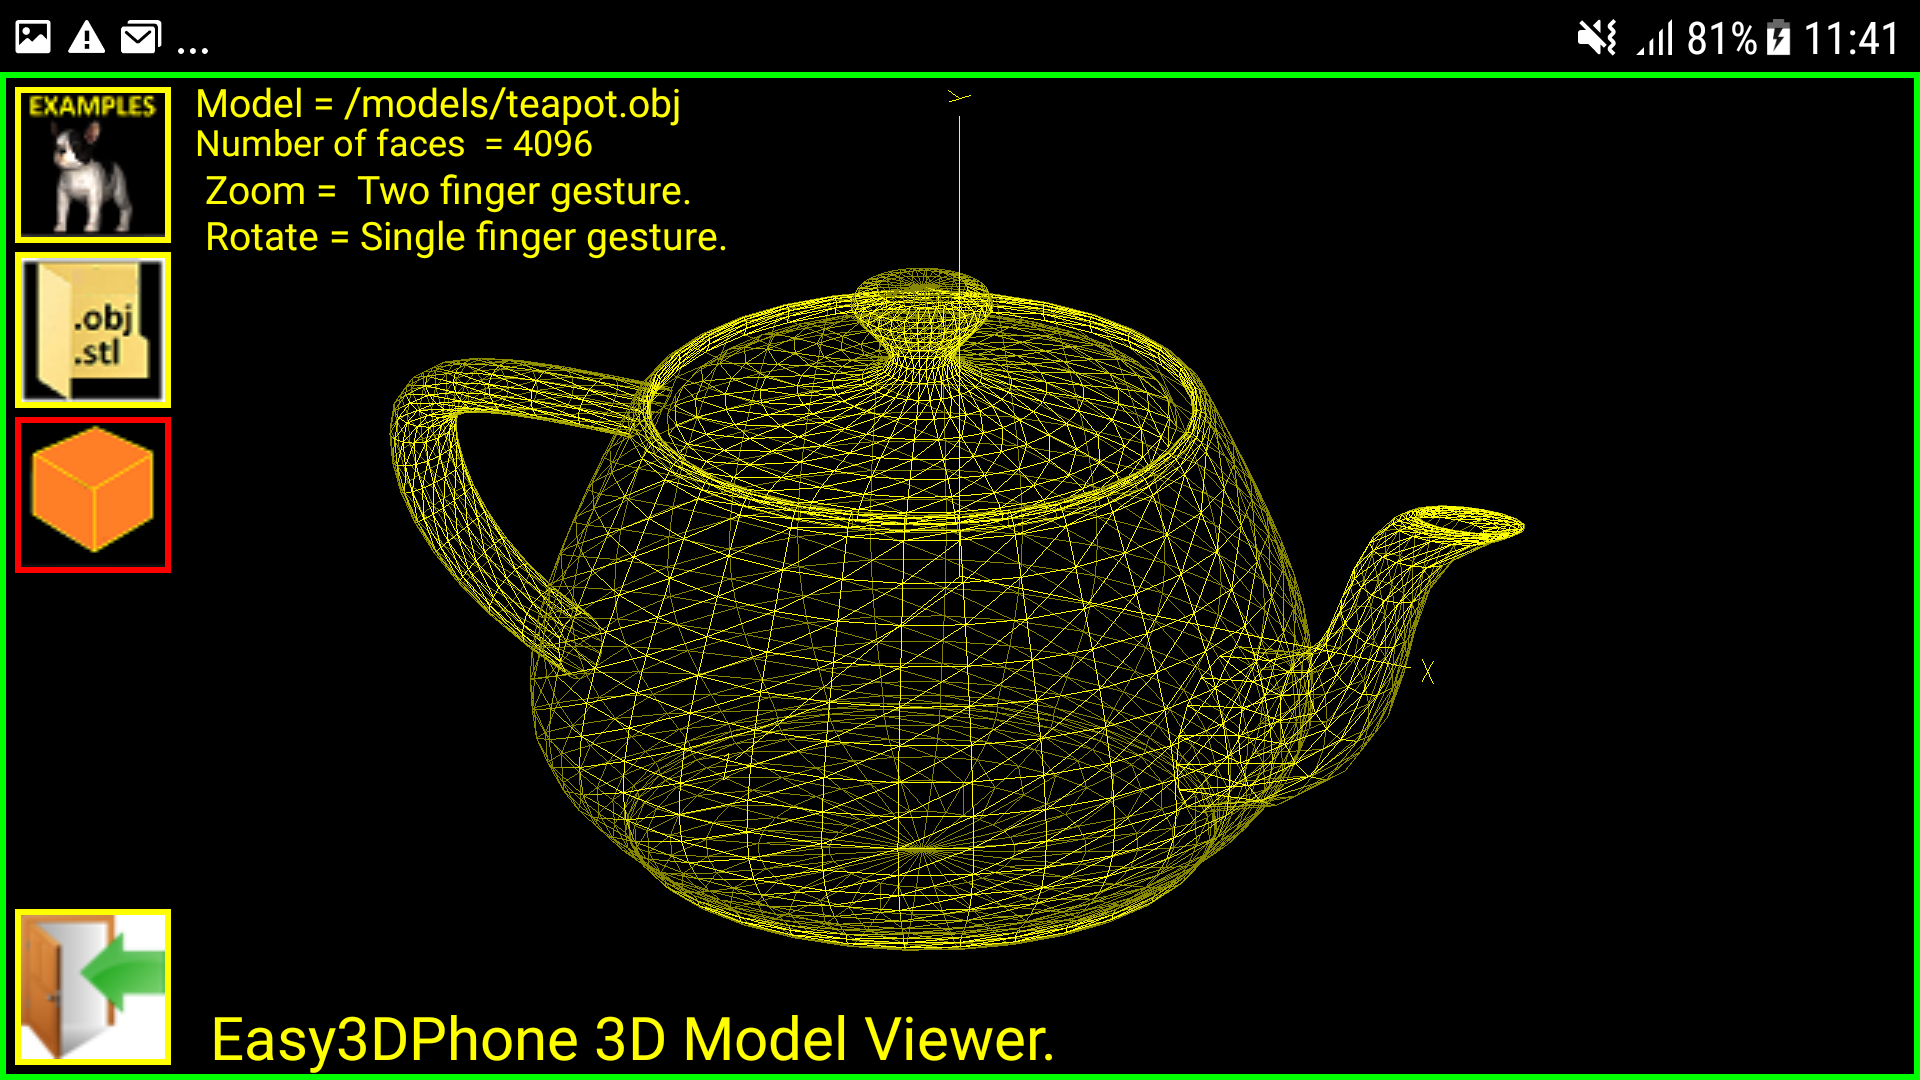 ... 81% 11:41
EXAMPLES
Model = /models/teapot.obj
Number of faces = 4096
Zoom = Two finger gesture.
Rotate = Single finger gesture.
Y
.obj
.stl
X
Easy3DPhone 3D Model Viewer.